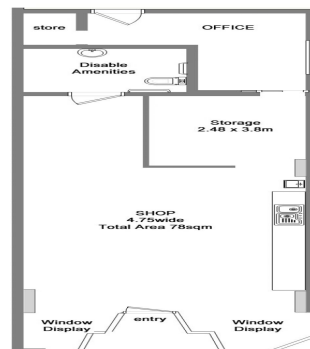 store
OFFICE
Disable
Amenities
Storage
2.48 x 3.8m
SHOP
4.75wide
Total Area 78sqm
entry
Window
Display
Window
Display